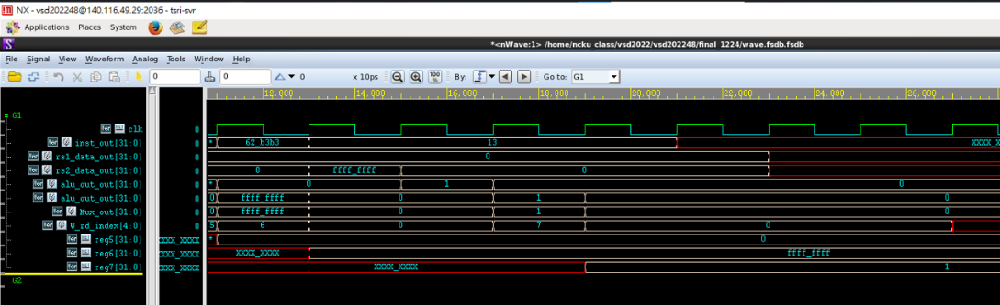 NX - vsd202248@140.116.49.29:2036 - tsri-svr
Applications Places System
*<nWave:1> /home/ncku_class/vsd2022/vsd202248/final_1224/wave.fsdb.fsdb
File Signal View Waveform Analog Tools Window Help
0 0 0 x 10ps 100 % By: Go to: G1
12,000 14,000 16,000 18,000 20,000 22,000 24,000 26,000
G1
clk 0
inst_out[31:0] 0 * 62_b3b3 13 XXXX_X
rs1_data_out[31:0] 0 0
rs2_data_out[31:0] 0 0 ffff_ffff 0
alu_out_out[31:0] 0 * 0 1 0
alu_out_out[31:0] 0 0 ffff_ffff 0 1 0
Mux_out[31:0] 0 0 ffff_ffff 0 1 0
W_rd_index[4:0] 0 5 6 0 7 0
reg5[31:0] XXXX_XXXX * 0
reg6[31:0] XXXX_XXXX XXXX_XXXX ffff_ffff
reg7[31:0] XXXX_XXXX XXXX_XXXX 1
G2